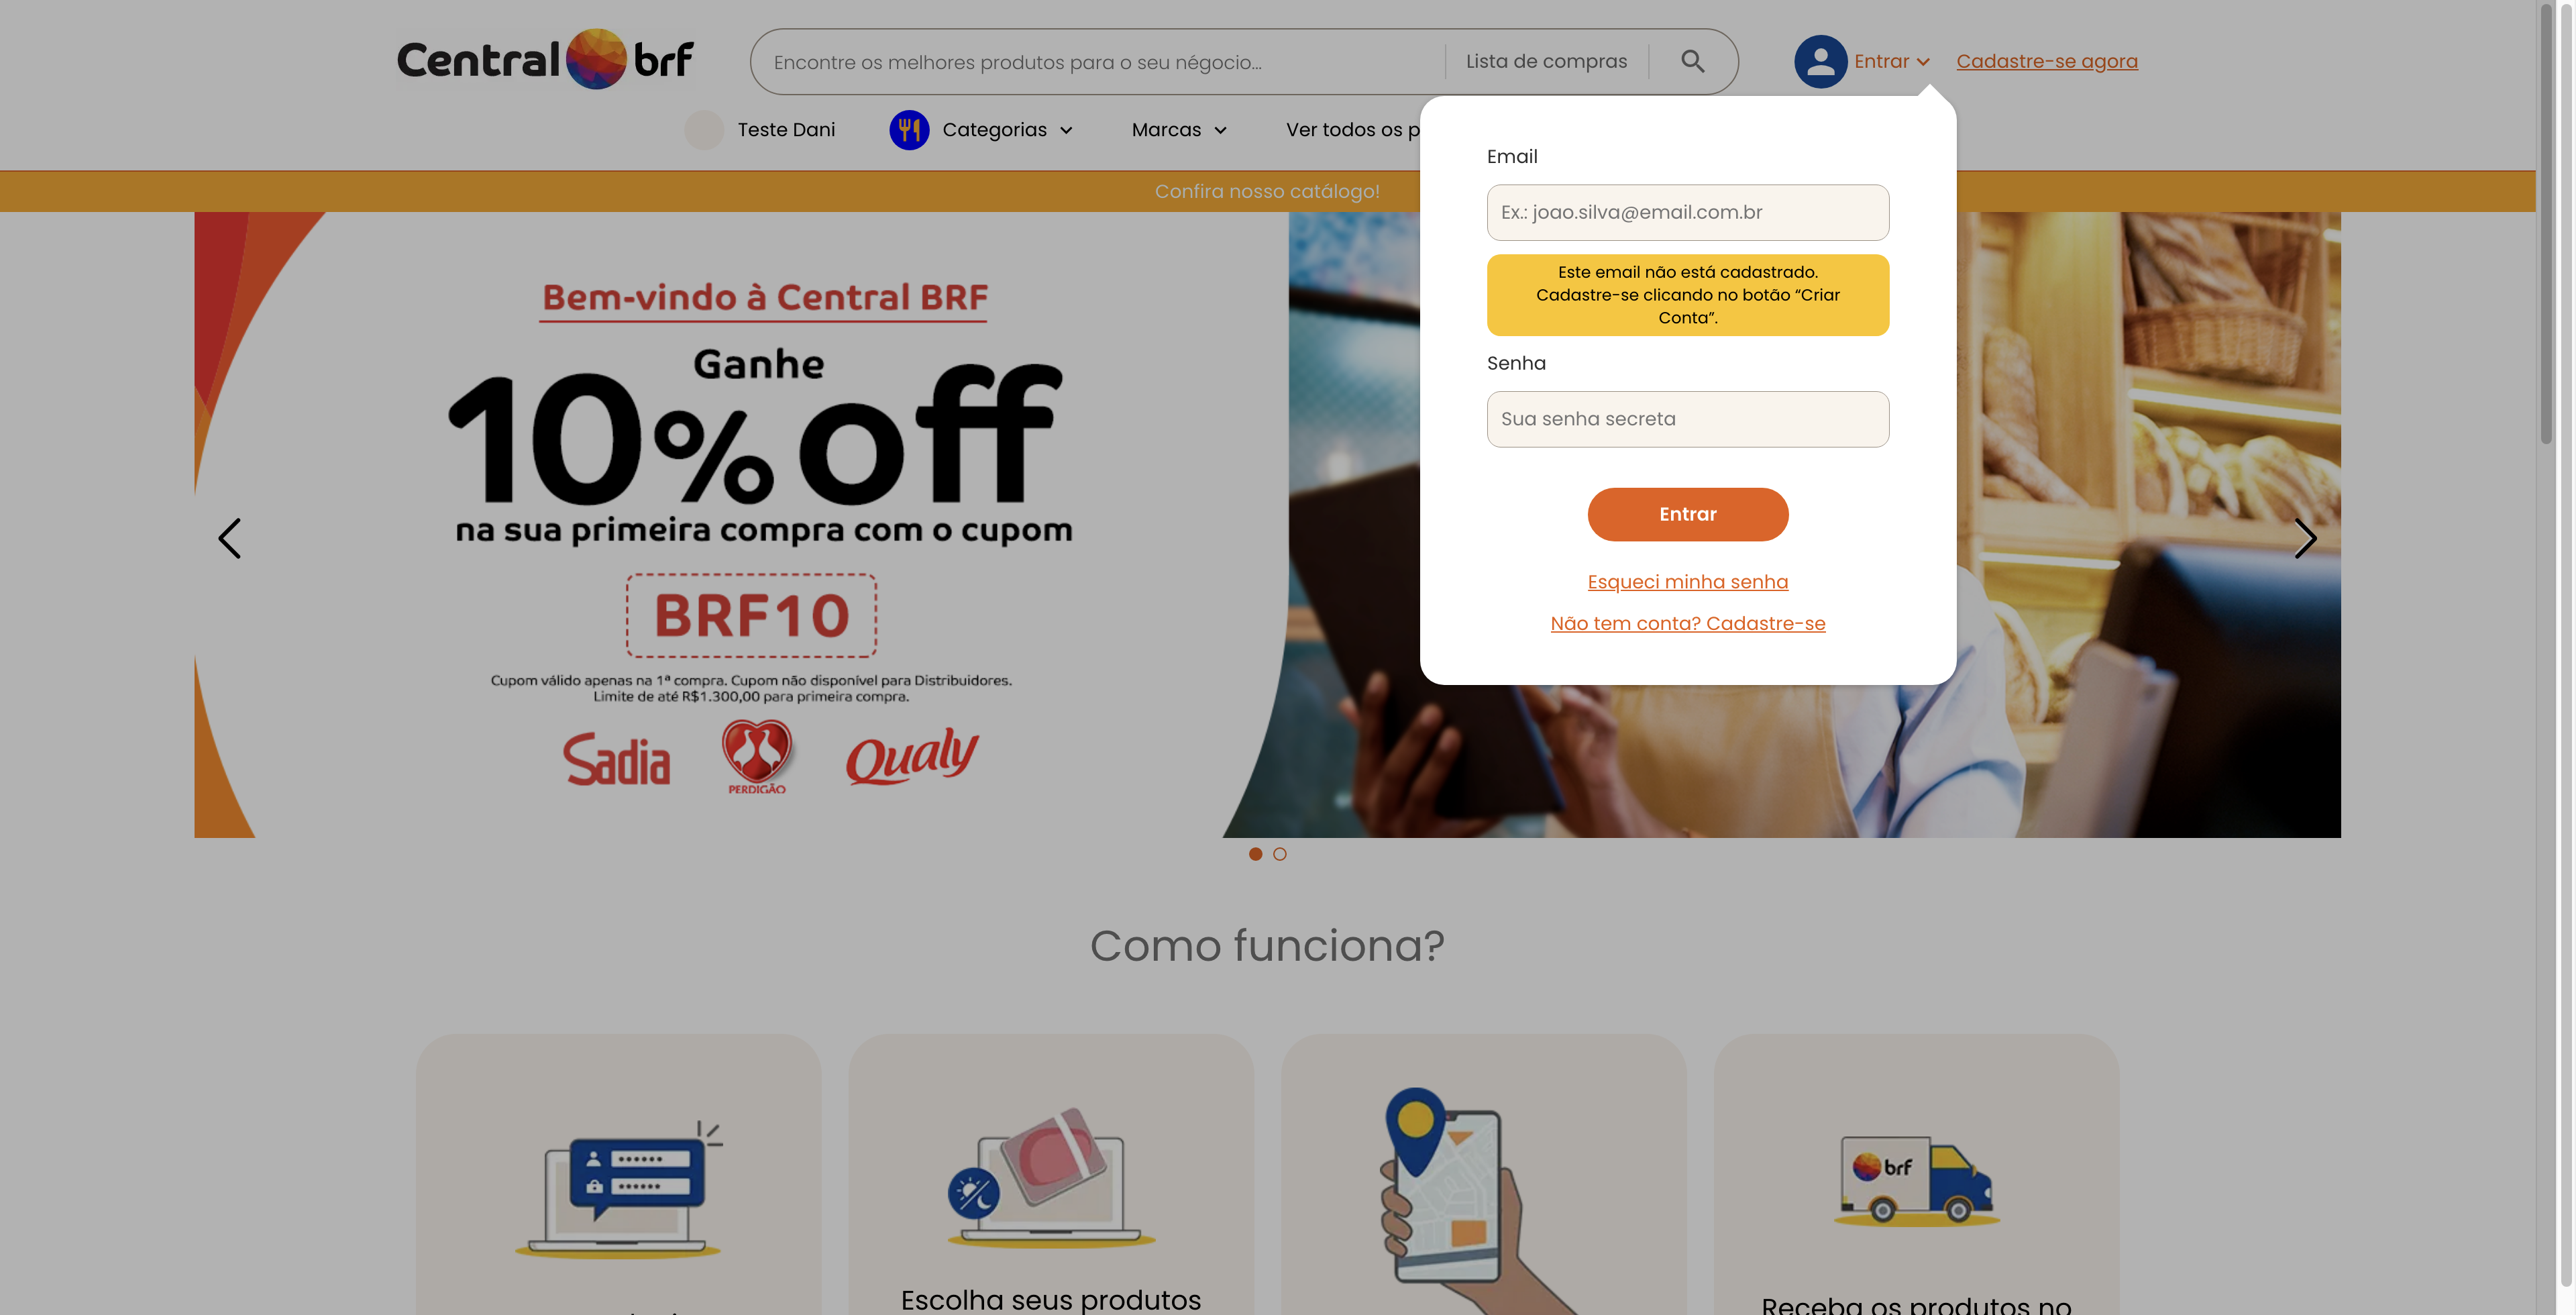 Central brf
Encontre os melhores produtos para o seu négocio...
Lista de compras
Entrar
Cadastre-se agora
Teste Dani
Categorias
Marcas
Ver todos os p
Confira nosso catálogo!
Email
Ex.: joao.silva@email.com.br
Este email não está cadastrado.
Cadastre-se clicando no botão “Criar
Conta”.
Senha
Sua senha secreta
Entrar
Esqueci minha senha
Não tem conta? Cadastre-se
Bem-vindo à Central BRF
Ganhe
10% off
na sua primeira compra com o cupom
BRF10
Cupom válido apenas na 1ª compra. Cupom não disponível para Distribuidores.
Limite de até R$1.300,00 para primeira compra.
Sadia
PERDIGÃO
Qualy
Como funciona?
brf
Escolha seus produtos
Receba os produtos no